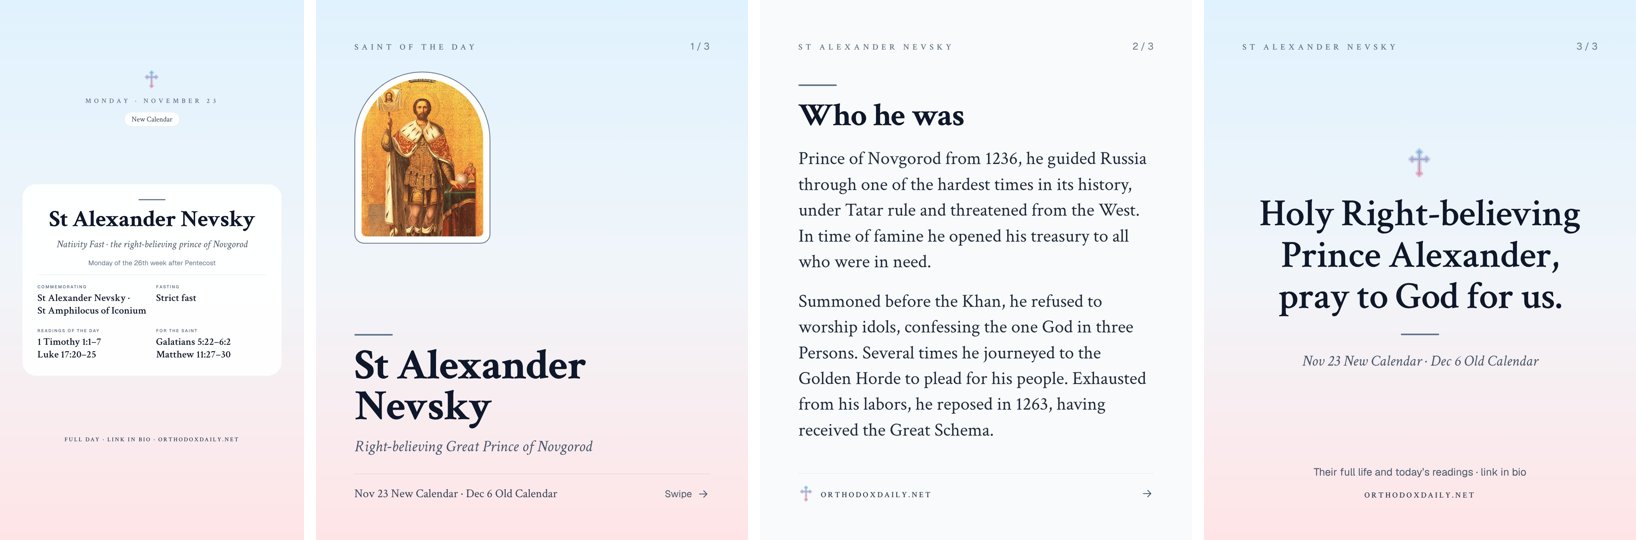 MONDAY · NOVEMBER 23
New Calendar
St Alexander Nevsky
Nativity Fast · the right-believing prince of Novgorod
Monday of the 26th week after Pentecost
COMMEMORATING
St Alexander Nevsky ·
St Amphilocus of Iconium
FASTING
Strict fast
READINGS OF THE DAY
1 Timothy 1:1–7
Luke 17:20–25
FOR THE SAINT
Galatians 5:22–6:2
Matthew 11:27–30
FULL DAY · LINK IN BIO · ORTHODOXDAILY.NET
SAINT OF THE DAY
1 / 3
St Alexander
Nevsky
Right-believing Great Prince of Novgorod
Nov 23 New Calendar · Dec 6 Old Calendar
Swipe →
ST ALEXANDER NEVSKY
2 / 3
Who he was
Prince of Novgorod from 1236, he guided Russia
through one of the hardest times in its history,
under Tatar rule and threatened from the West.
In time of famine he opened his treasury to all
who were in need.
Summoned before the Khan, he refused to
worship idols, confessing the one God in three
Persons. Several times he journeyed to the
Golden Horde to plead for his people. Exhausted
from his labors, he reposed in 1263, having
received the Great Schema.
ORTHODOXDAILY.NET
→
ST ALEXANDER NEVSKY
3 / 3
Holy Right-believing
Prince Alexander,
pray to God for us.
Nov 23 New Calendar · Dec 6 Old Calendar
Their full life and today's readings · link in bio
ORTHODOXDAILY.NET